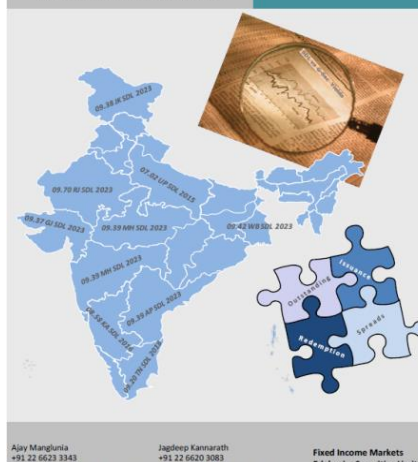 09.38 JK SDL 2023
07.02 UP SDL 2015
09.70 RJ SDL 2023
09.37 GJ SDL 2023
09.39 MH SDL 2023
09.42 WB SDL 2023
09.39 MH SDL 2023
09.39 AP SDL 2023
SDL
TN SDL
Outstanding
Issuance
Redemption
Spreads
Ajay Manglunia
+91 22 6623 3343
Jagdeep Kannarath
+91 22 6620 3083
Fixed Income Markets